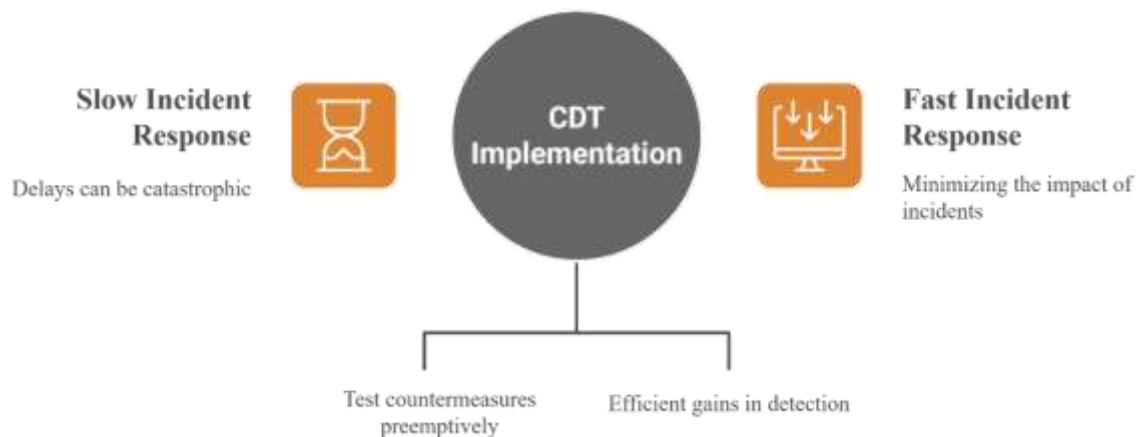 Slow Incident
Response
Delays can be catastrophic
CDT
Implementation
Fast Incident
Response
Minimizing the impact of
incidents
Test countermeasures
preemptively
Efficient gains in detection